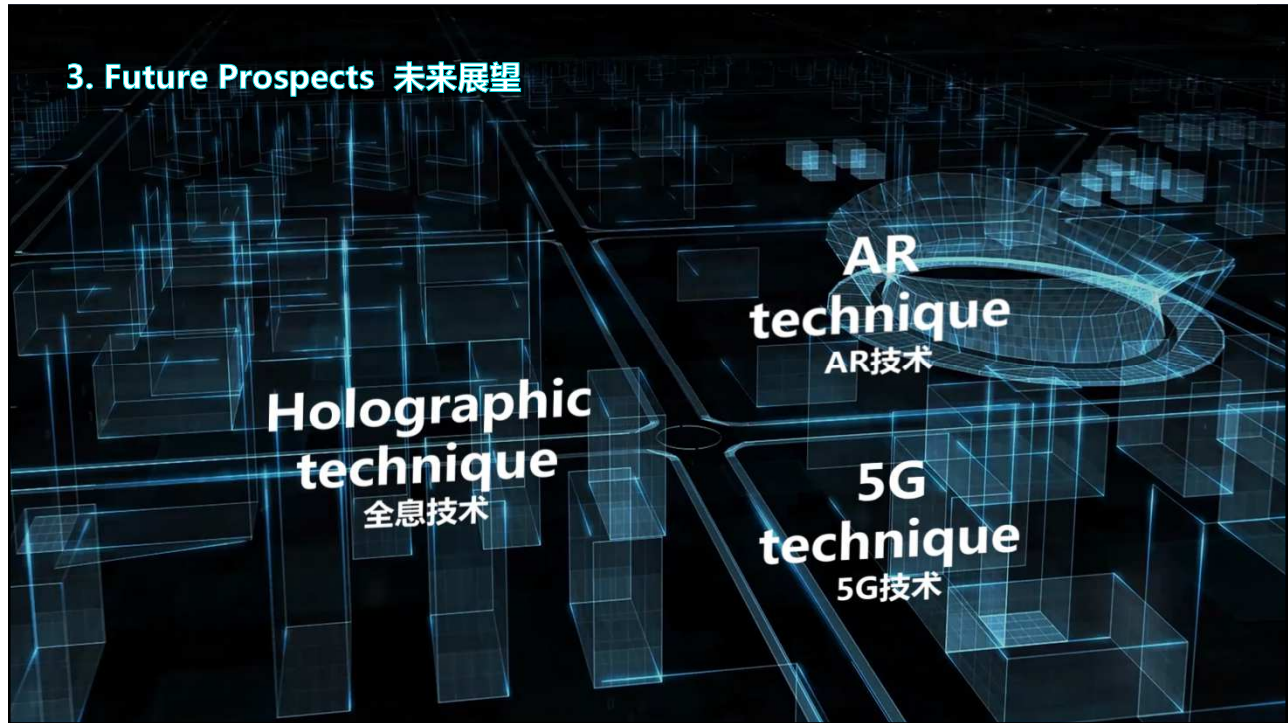 3. Future Prospects 未来展望
AR
technique
AR技术
Holographic
technique
全息技术
5G
technique
5G技术